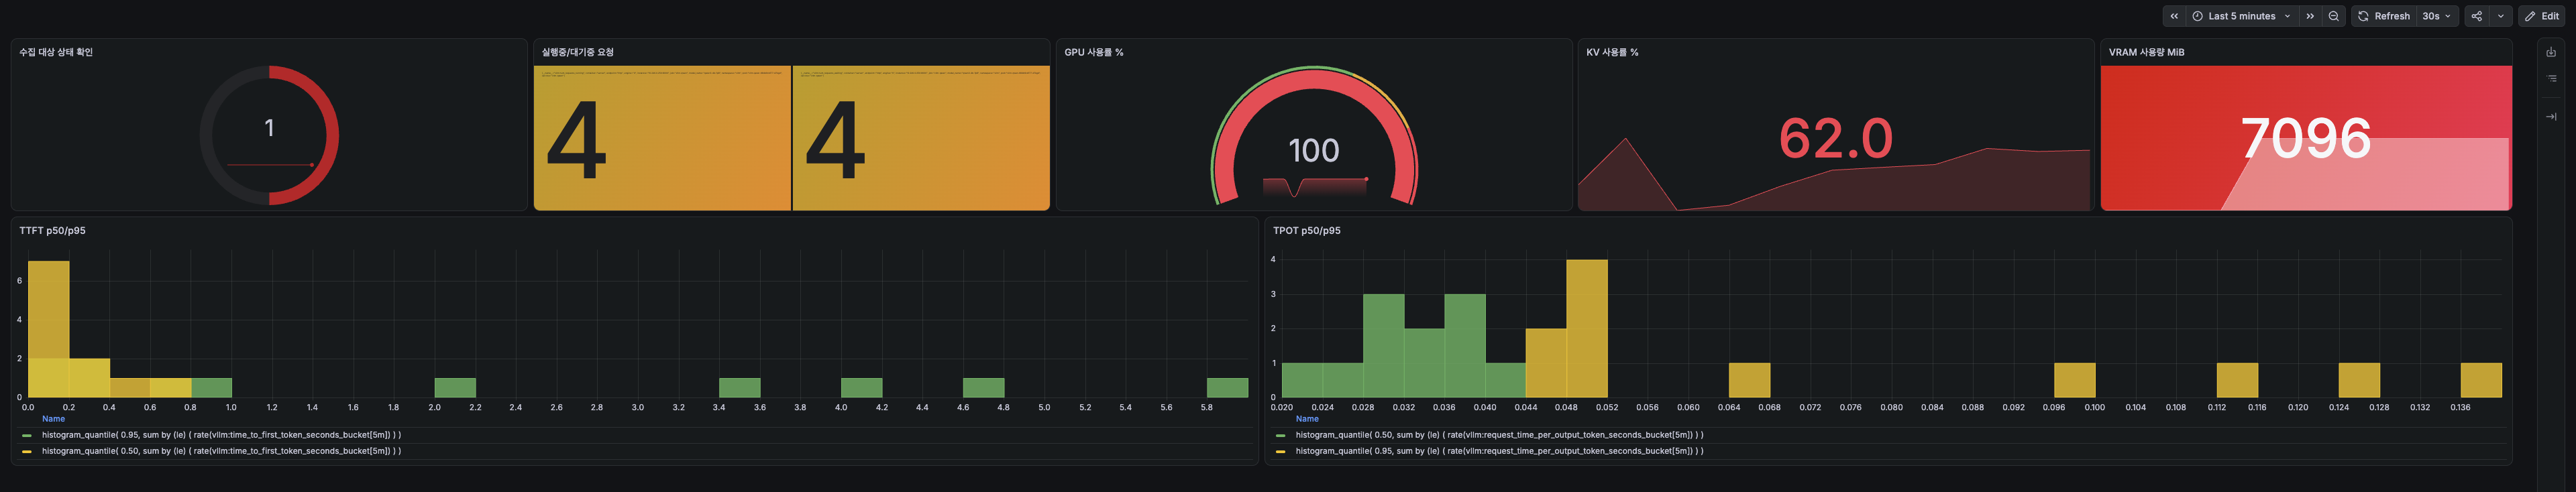 Last 5 minutes
Refresh
30s
Edit
수집 대상 상태 확인
1
실행중/대기중 요청
4
4
GPU 사용률 %
100
KV 사용률 %
62.0
VRAM 사용량 MiB
7096
TTFT p50/p95
6
4
2
0
0.0 0.2 0.4 0.6 0.8 1.0 1.2 1.4 1.6 1.8 2.0 2.2 2.4 2.6 2.8 3.0 3.2 3.4 3.6 3.8 4.0 4.2 4.4 4.6 4.8 5.0 5.2 5.4 5.6 5.8
Name
histogram_quantile( 0.95, sum by (le) ( rate(vllm:time_to_first_token_seconds_bucket[5m]) ) )
histogram_quantile( 0.50, sum by (le) ( rate(vllm:time_to_first_token_seconds_bucket[5m]) ) )
TPOT p50/p95
4
3
2
1
0
0.020 0.024 0.028 0.032 0.036 0.040 0.044 0.048 0.052 0.056 0.060 0.064 0.068 0.072 0.076 0.080 0.084 0.088 0.092 0.096 0.100 0.104 0.108 0.112 0.116 0.120 0.124 0.128 0.132 0.136
Name
histogram_quantile( 0.50, sum by (le) ( rate(vllm:request_time_per_output_token_seconds_bucket[5m]) ) )
histogram_quantile( 0.95, sum by (le) ( rate(vllm:request_time_per_output_token_seconds_bucket[5m]) ) )